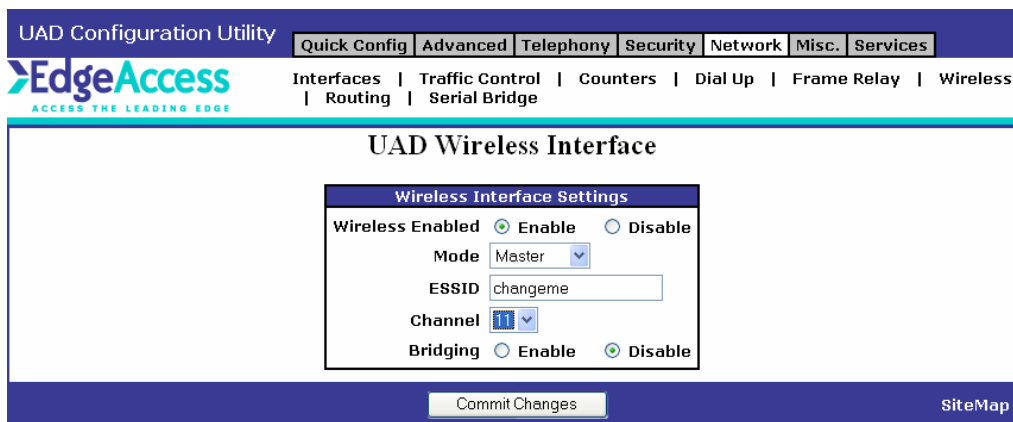 UAD Configuration Utility
Quick Config Advanced Telephony Security Network Misc. Services
EdgeAccess
ACCESS THE LEADING EDGE
Interfaces | Traffic Control | Counters | Dial Up | Frame Relay | Wireless
| Routing | Serial Bridge
UAD Wireless Interface
Wireless Interface Settings
Wireless Enabled Enable Disable
Mode Master
ESSID changeme
Channel 11
Bridging Enable Disable
Commit Changes
SiteMap